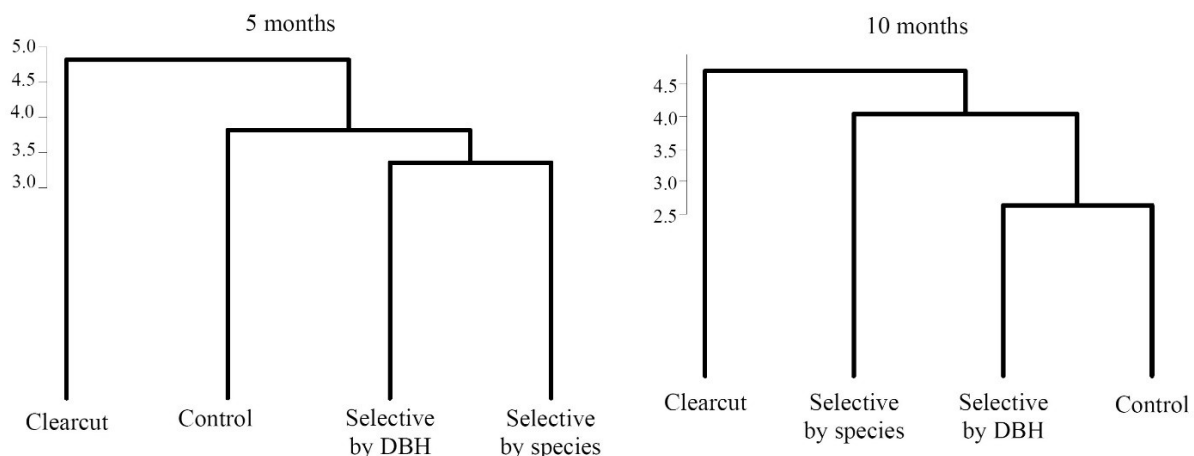 5 months
5.0
4.5
4.0
3.5
3.0
Clearcut
Control
Selective
by DBH
Selective
by species
10 months
4.5
4.0
3.5
3.0
2.5
Clearcut
Selective
by species
Selective
by DBH
Control